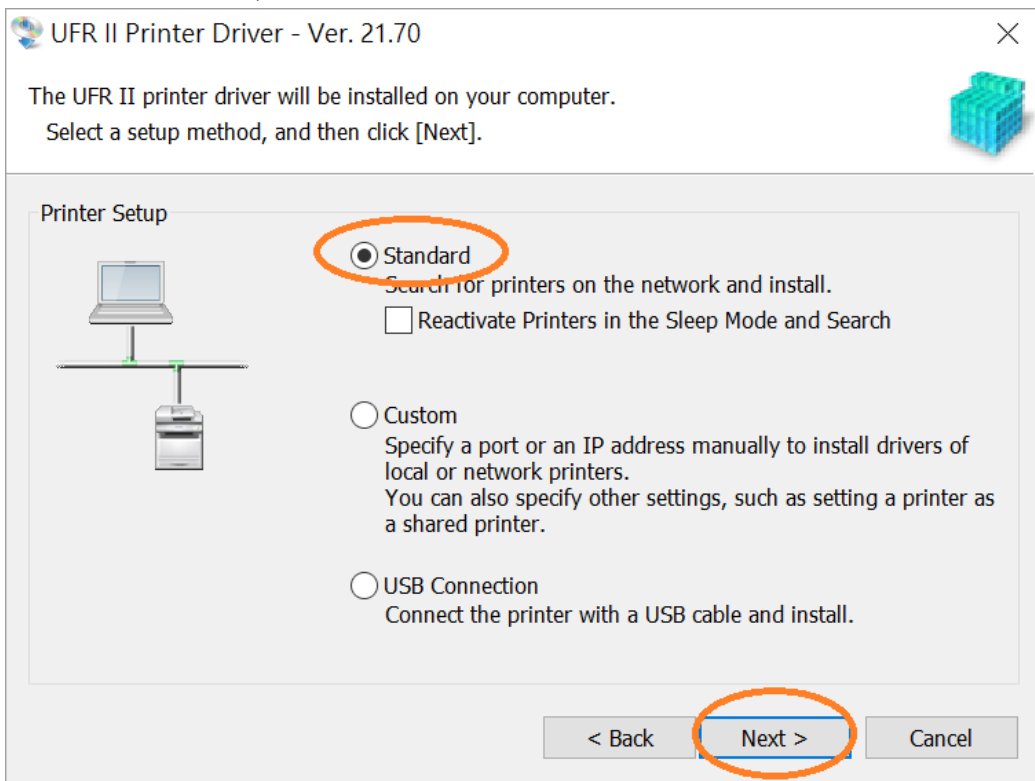 UFR II Printer Driver - Ver. 21.70
The UFR II printer driver will be installed on your computer.
Select a setup method, and then click [Next].
Printer Setup
Standard
Search for printers on the network and install.
Reactivate Printers in the Sleep Mode and Search
Custom
Specify a port or an IP address manually to install drivers of
local or network printers.
You can also specify other settings, such as setting a printer as
a shared printer.
USB Connection
Connect the printer with a USB cable and install.
< Back
Next >
Cancel